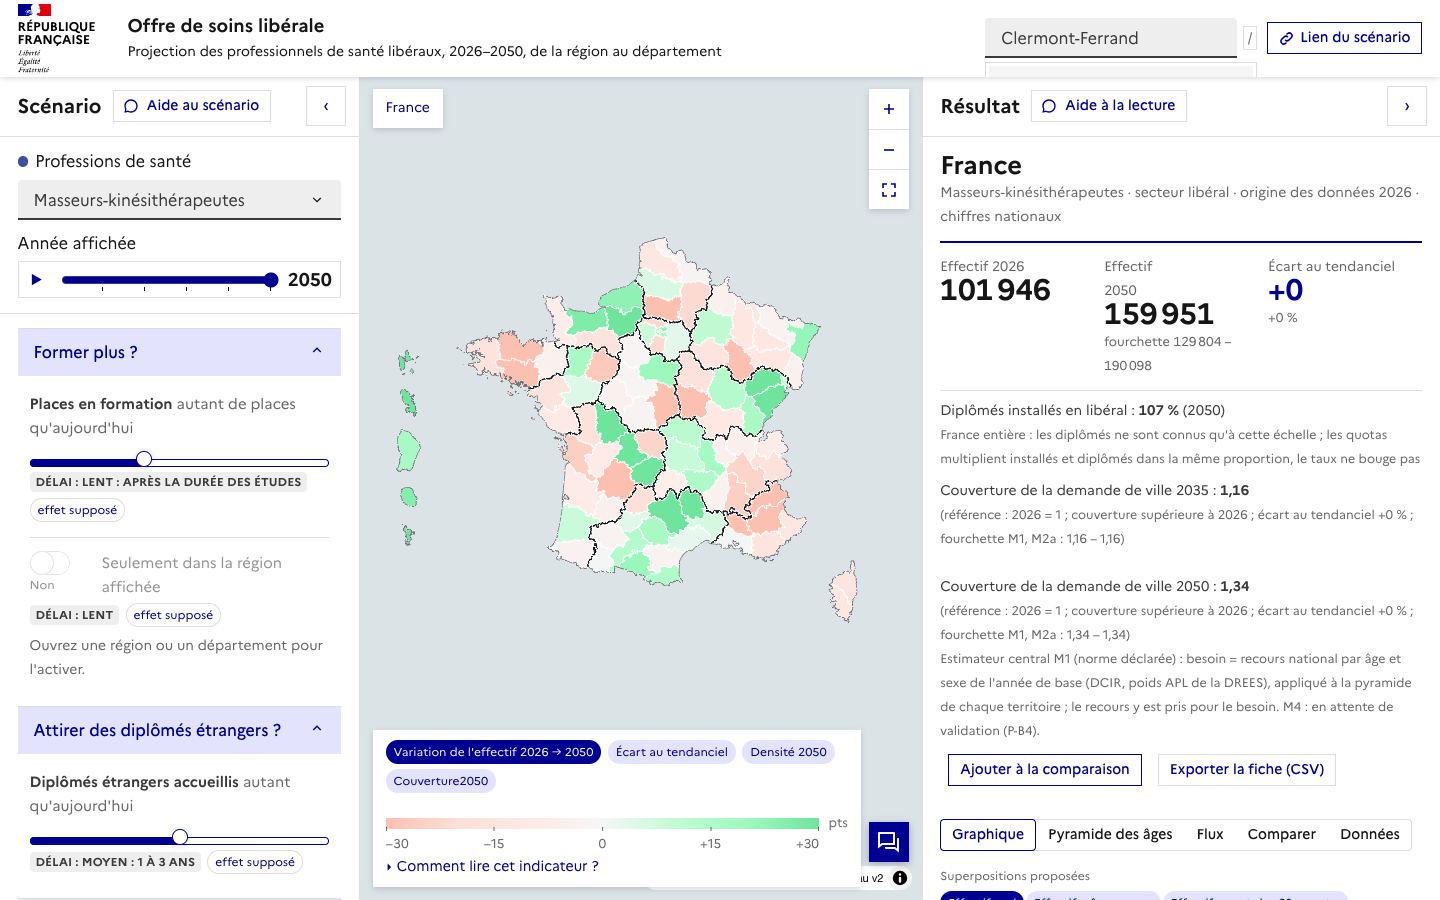 RÉPUBLIQUE
FRANÇAISE
Liberté
Égalité
Fraternité
Offre de soins libérale
Projection des professionnels de santé libéraux, 2026–2050, de la région au département
Clermont-Ferrand
/
Lien du scénario
Scénario
Aide au scénario
‹
Professions de santé
Masseurs-kinésithérapeutes
Année affichée
2050
Former plus ?
Places en formation autant de places
qu'aujourd'hui
DÉLAI : LENT : APRÈS LA DURÉE DES ÉTUDES
effet supposé
Seulement dans la région
affichée
Non
DÉLAI : LENT
effet supposé
Ouvrez une région ou un département pour
l'activer.
Attirer des diplômés étrangers ?
Diplômés étrangers accueillis autant
qu'aujourd'hui
DÉLAI : MOYEN : 1 À 3 ANS
effet supposé
France
+
−
Variation de l'effectif 2026 → 2050
Écart au tendanciel
Densité 2050
Couverture2050
pts
−30
−15
0
+15
+30
Comment lire cet indicateur ?
au v2
Résultat
Aide à la lecture
›
France
Masseurs-kinésithérapeutes · secteur libéral · origine des données 2026 ·
chiffres nationaux
Effectif 2026
101 946
Effectif
2050
159 951
fourchette 129 804 –
190 098
Écart au tendanciel
+0
+0 %
Diplômés installés en libéral : 107 % (2050)
France entière : les diplômés ne sont connus qu'à cette échelle ; les quotas
multiplient installés et diplômés dans la même proportion, le taux ne bouge pas
Couverture de la demande de ville 2035 : 1,16
(référence : 2026 = 1 ; couverture supérieure à 2026 ; écart au tendanciel +0 % ;
fourchette M1, M2a : 1,16 – 1,16)
Couverture de la demande de ville 2050 : 1,34
(référence : 2026 = 1 ; couverture supérieure à 2026 ; écart au tendanciel +0 % ;
fourchette M1, M2a : 1,34 – 1,34)
Estimateur central M1 (norme déclarée) : besoin = recours national par âge et
sexe de l'année de base (DCIR, poids APL de la DREES), appliqué à la pyramide
de chaque territoire ; le recours y est pris pour le besoin. M4 : en attente de
validation (P-B4).
Ajouter à la comparaison
Exporter la fiche (CSV)
Graphique
Pyramide des âges
Flux
Comparer
Données
Superpositions proposées